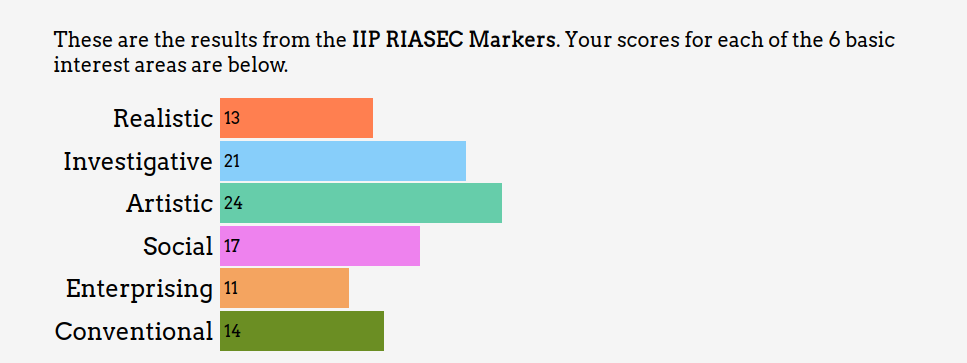 These are the results from the IIP RIASEC Markers. Your scores for each of the 6 basic
interest areas are below.
Realistic 13
Investigative 21
Artistic 24
Social 17
Enterprising 11
Conventional 14